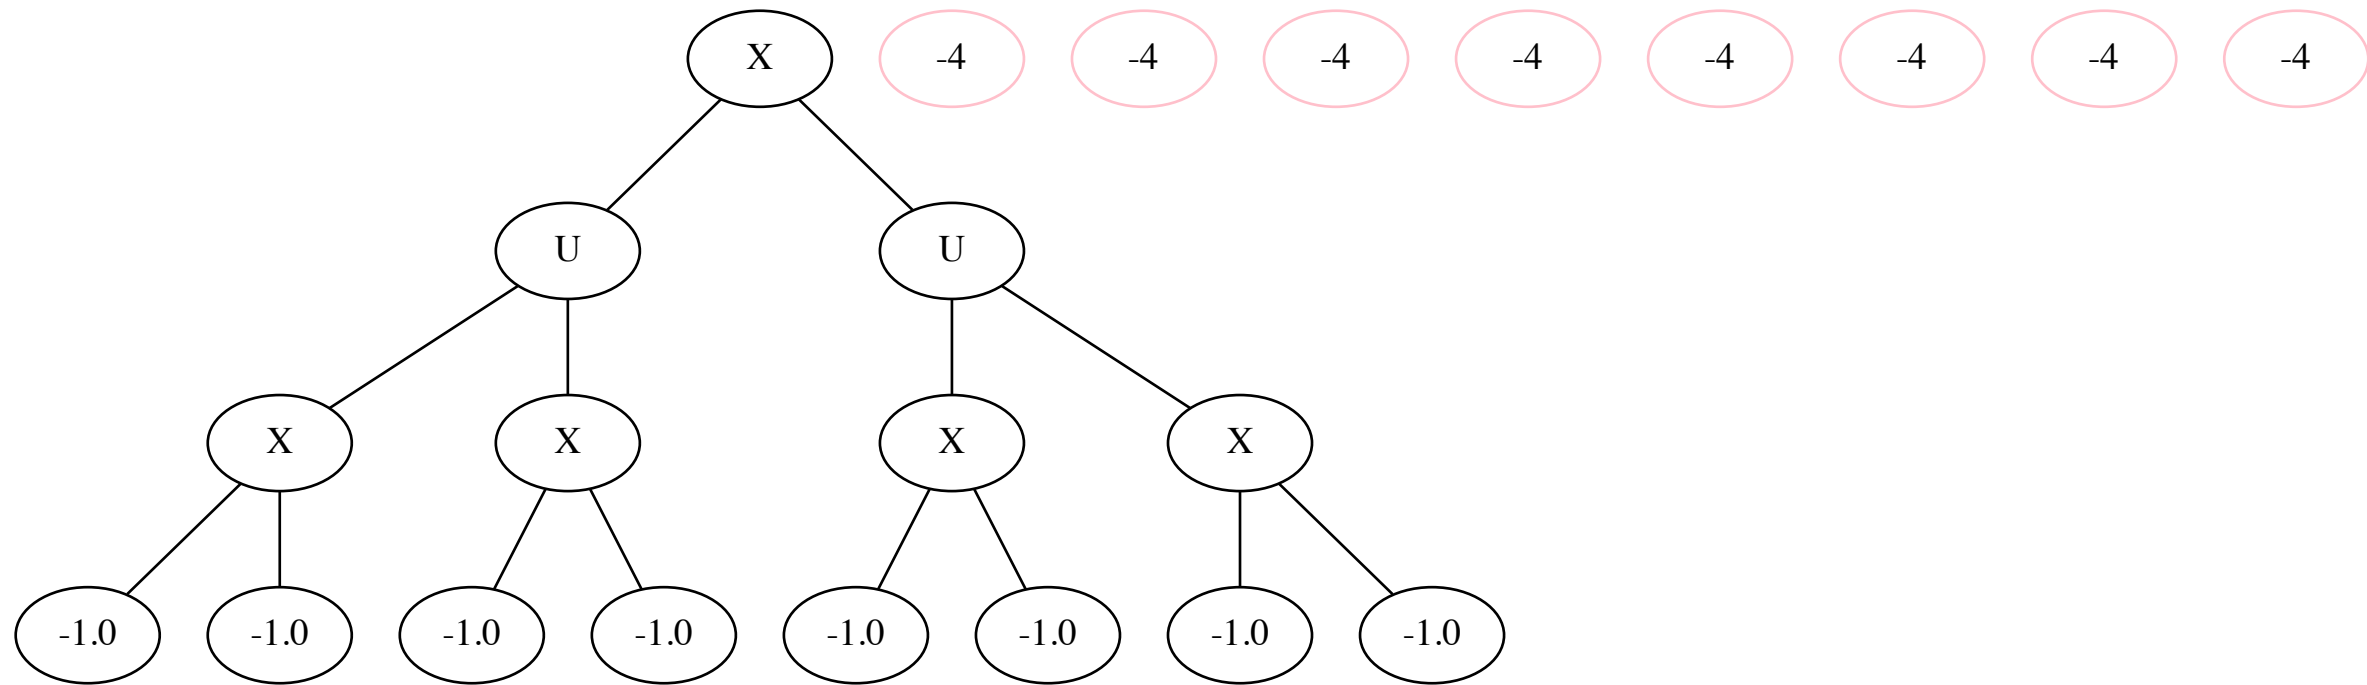 X -4 -4 -4 -4 -4 -4 -4 -4
U U
X X X X
-1.0 -1.0 -1.0 -1.0 -1.0 -1.0 -1.0 -1.0